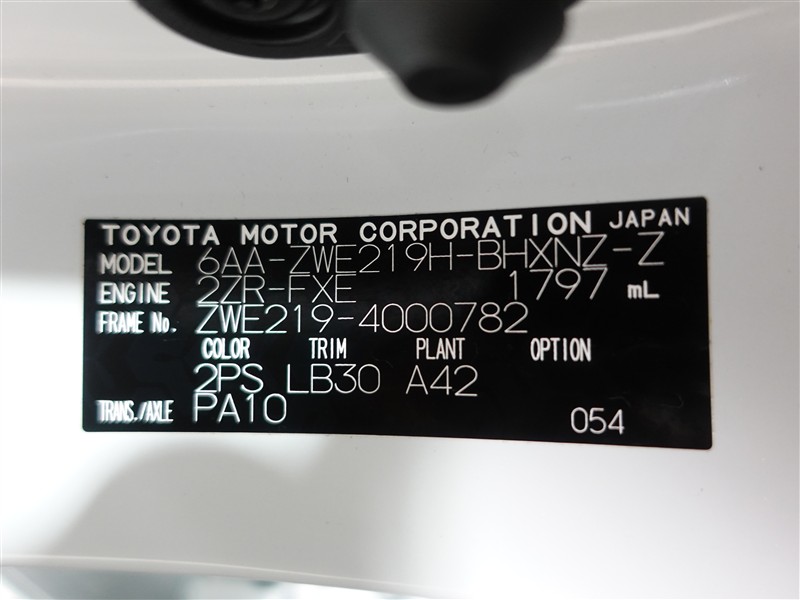 TOYOTA MOTOR CORPORATION JAPAN
MODEL 6AA-ZWE219H-BHXNZ-Z
ENGINE 2ZR-FXE 1797 mL
FRAME No. ZWE219-4000782
COLOR TRIM PLANT OPTION
2PS LB30 A42
TRANS./AXLE PA10 054